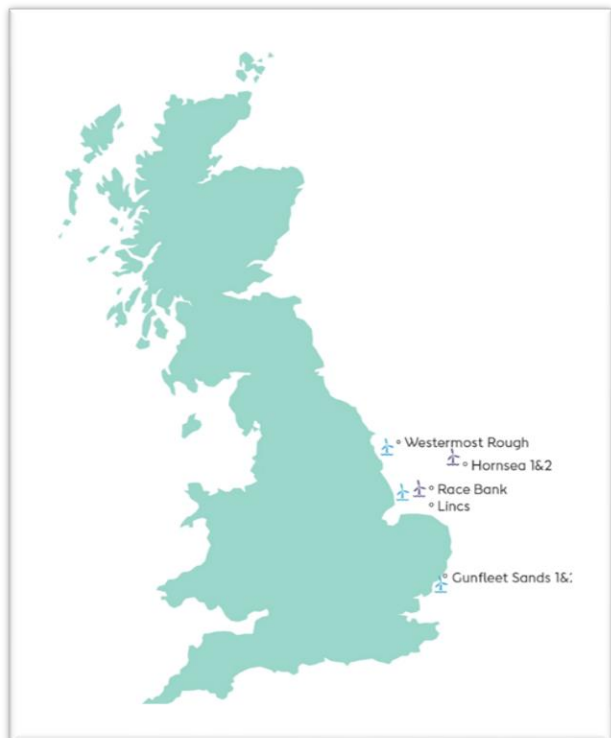 Westermost Rough
Hornsea 1&2
Race Bank
Lincs
Gunfleet Sands 1&